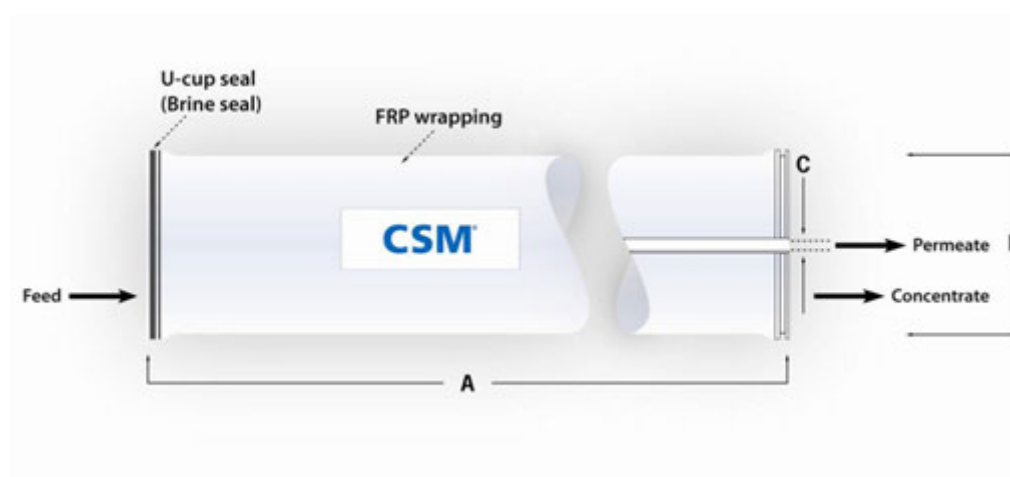 U-cup seal
(Brine seal)
FRP wrapping
C
CSM
Permeate
Feed
Concentrate
A